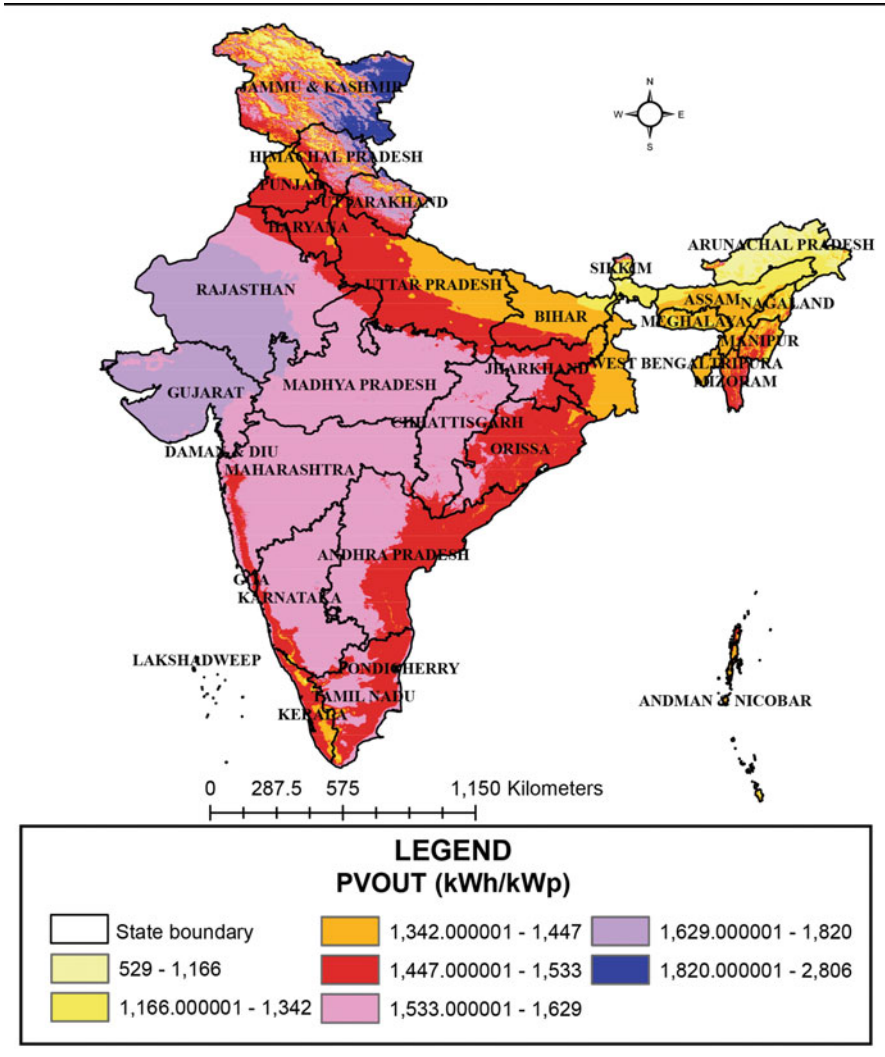 N
W E
S
JAMMU & KASHMIR
HIMACHAL PRADESH
PUNJAB
UTTARAKHAND
HARYANA
ARUNACHAL PRADESH
SIKKIM
RAJASTHAN
UTTAR PRADESH
ASSAM
NAGALAND
BIHAR
MEGHALAYA
MANIPUR
JHARKHAND
WEST BENGAL
TRIPURA
MIZORAM
GUJARAT
MADHYA PRADESH
CHHATTISGARH
ORISSA
DAMAN & DIU
MAHARASHTRA
ANDHRA PRADESH
GOA
KARNATAKA
LAKSHADWEEP
PONDICHERRY
TAMIL NADU
KERALA
ANDMAN & NICOBAR
0 287.5 575 1,150 Kilometers
LEGEND
PVOUT (kWh/kWp)
State boundary
529 - 1,166
1,166.000001 - 1,342
1,342.000001 - 1,447
1,447.000001 - 1,533
1,533.000001 - 1,629
1,629.000001 - 1,820
1,820.000001 - 2,806